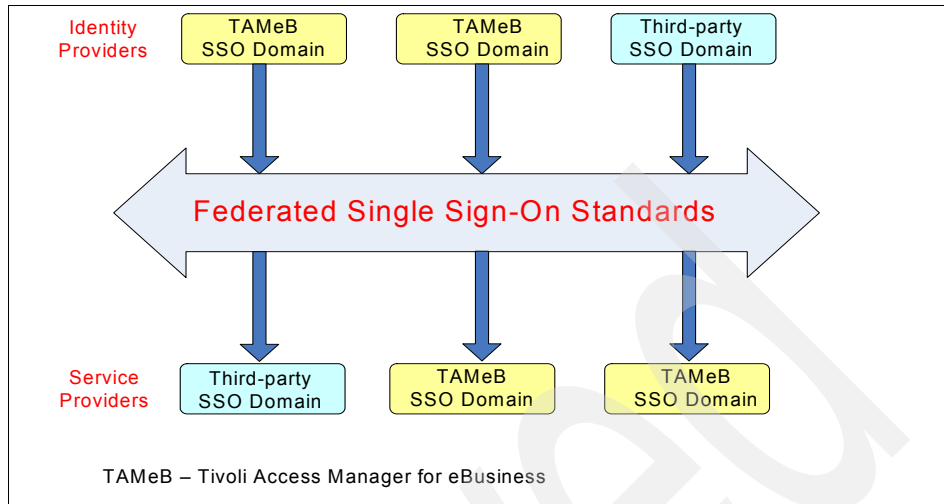 Identity
Providers
TAMeB
SSO Domain
TAMeB
SSO Domain
Third-party
SSO Domain
Federated Single Sign-On Standards
Service
Providers
Third-party
SSO Domain
TAMeB
SSO Domain
TAMeB
SSO Domain
TAMeB – Tivoli Access Manager for eBusiness